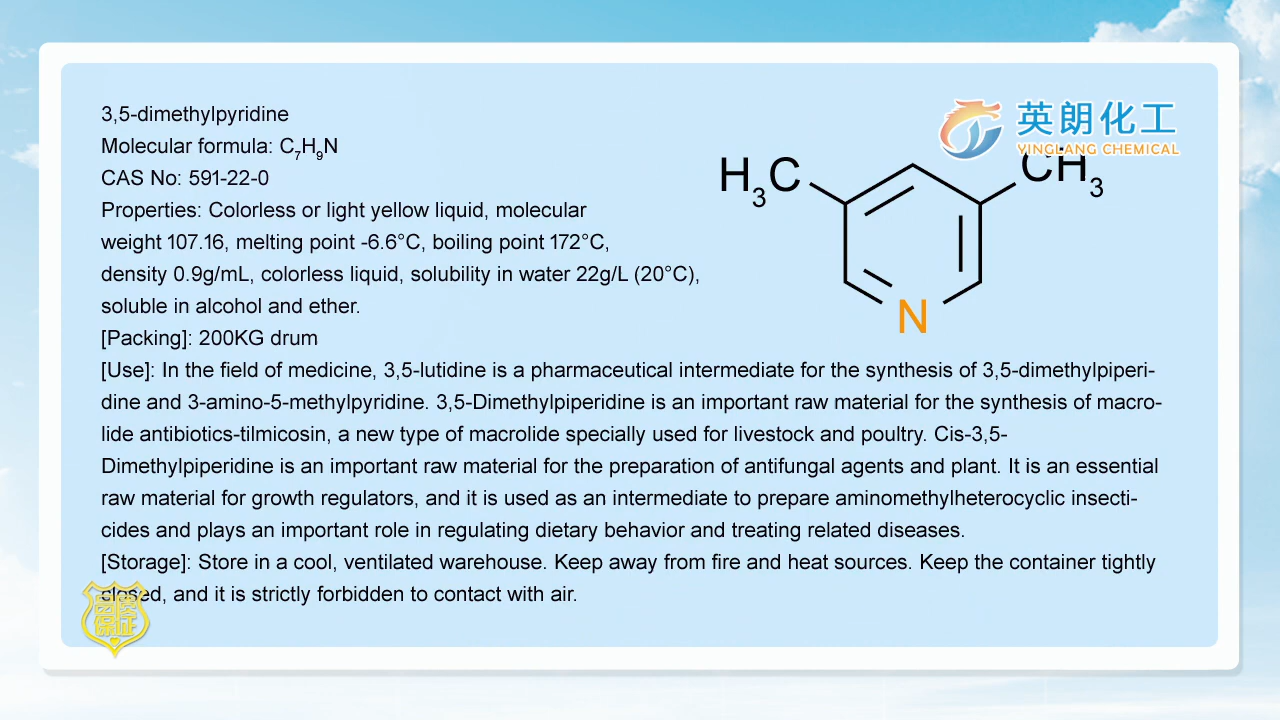 3,5-dimethylpyridine
Molecular formula: C7H9N
CAS No: 591-22-0
Properties: Colorless or light yellow liquid, molecular
weight 107.16, melting point -6.6°C, boiling point 172°C,
density 0.9g/mL, colorless liquid, solubility in water 22g/L (20°C),
soluble in alcohol and ether.
[Packing]: 200KG drum
英朗化工
YINGLANG CHEMICAL
H3C
CH3
N
[Use]: In the field of medicine, 3,5-lutidine is a pharmaceutical intermediate for the synthesis of 3,5-dimethylpiperi-
dine and 3-amino-5-methylpyridine. 3,5-Dimethylpiperidine is an important raw material for the synthesis of macro-
lide antibiotics-tilmicosin, a new type of macrolide specially used for livestock and poultry. Cis-3,5-
Dimethylpiperidine is an important raw material for the preparation of antifungal agents and plant. It is an essential
raw material for growth regulators, and it is used as an intermediate to prepare aminomethylheterocyclic insecti-
cides and plays an important role in regulating dietary behavior and treating related diseases.
[Storage]: Store in a cool, ventilated warehouse. Keep away from fire and heat sources. Keep the container tightly
closed, and it is strictly forbidden to contact with air.